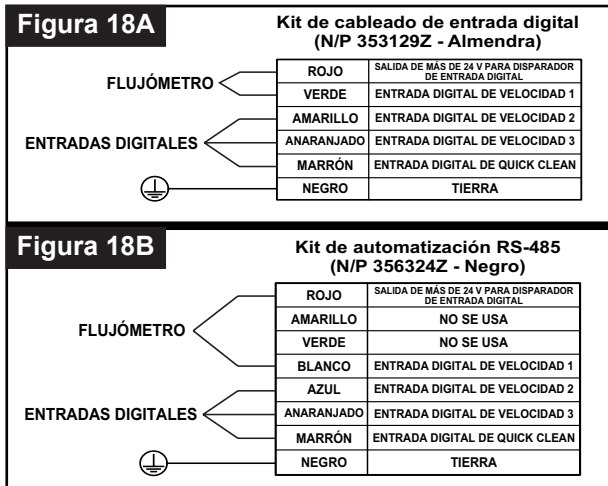 Figura 18A
Kit de cableado de entrada digital
(N/P 353129Z - Almendra)
FLUJÓMETRO
ENTRADAS DIGITALES
ROJO SALIDA DE MÁS DE 24 V PARA DISPARADOR
DE ENTRADA DIGITAL
VERDE ENTRADA DIGITAL DE VELOCIDAD 1
AMARILLO ENTRADA DIGITAL DE VELOCIDAD 2
ANARANJADO ENTRADA DIGITAL DE VELOCIDAD 3
MARRÓN ENTRADA DIGITAL DE QUICK CLEAN
NEGRO TIERRA
Figura 18B
Kit de automatización RS-485
(N/P 356324Z - Negro)
FLUJÓMETRO
ENTRADAS DIGITALES
ROJO SALIDA DE MÁS DE 24 V PARA DISPARADOR
DE ENTRADA DIGITAL
AMARILLO NO SE USA
VERDE NO SE USA
BLANCO ENTRADA DIGITAL DE VELOCIDAD 1
AZUL ENTRADA DIGITAL DE VELOCIDAD 2
ANARANJADO ENTRADA DIGITAL DE VELOCIDAD 3
MARRÓN ENTRADA DIGITAL DE QUICK CLEAN
NEGRO TIERRA